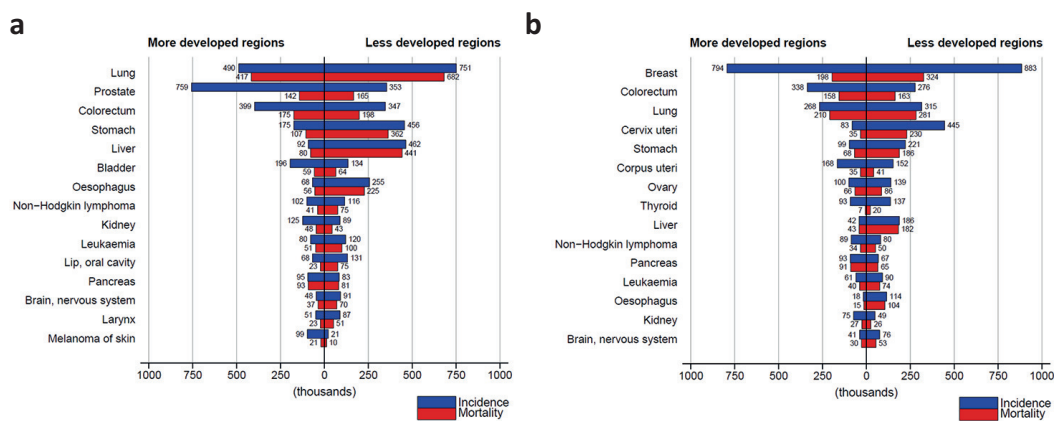 a
More developed regions Less developed regions
Lung 490 751
417 682
Prostate 759 353
142 165
Colorectum 399 347
175 198
Stomach 175 456
107 362
Liver 92 462
80 441
Bladder 196 134
59 64
Oesophagus 68 255
56 225
Non-Hodgkin lymphoma 102 116
41 75
Kidney 125 89
48 43
Leukaemia 80 120
51 100
Lip, oral cavity 68 131
23 75
Pancreas 95 83
93 81
Brain, nervous system 48 91
37 70
Larynx 51 87
23 51
Melanoma of skin 99 21
21 10
1000 750 500 250 0 250 500 750 1000
(thousands)
Incidence
Mortality
b
More developed regions Less developed regions
Breast 794 883
198 324
Colorectum 338 276
158 163
Lung 268 315
210 281
Cervix uteri 83 445
35 230
Stomach 99 221
68 186
Corpus uteri 168 152
35 41
Ovary 100 139
66 86
Thyroid 93 137
7 20
Liver 42 186
43 182
Non-Hodgkin lymphoma 89 80
34 50
Pancreas 93 67
91 65
Leukaemia 61 90
40 74
Oesophagus 18 114
15 104
Kidney 75 49
27 26
Brain, nervous system 41 76
30 53
1000 750 500 250 0 250 500 750 1000
(thousands)
Incidence
Mortality